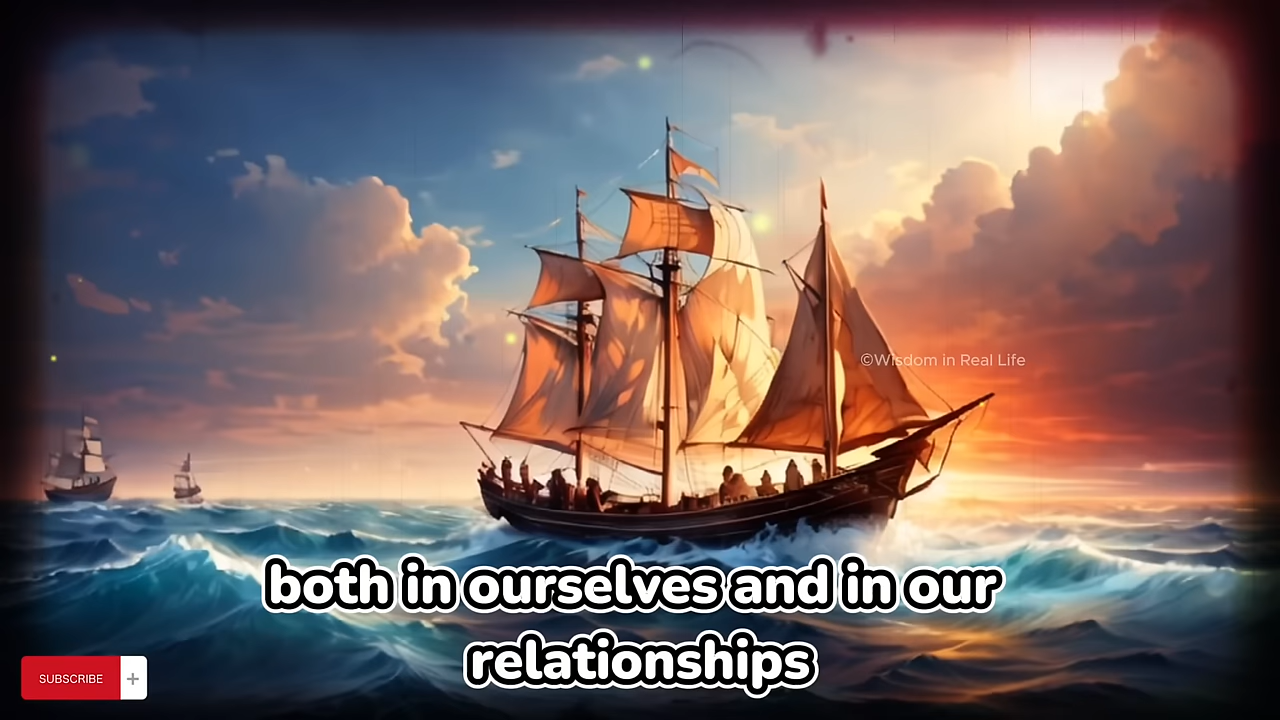 ©Wisdom in Real Life
both in ourselves and in our
relationships
SUBSCRIBE +